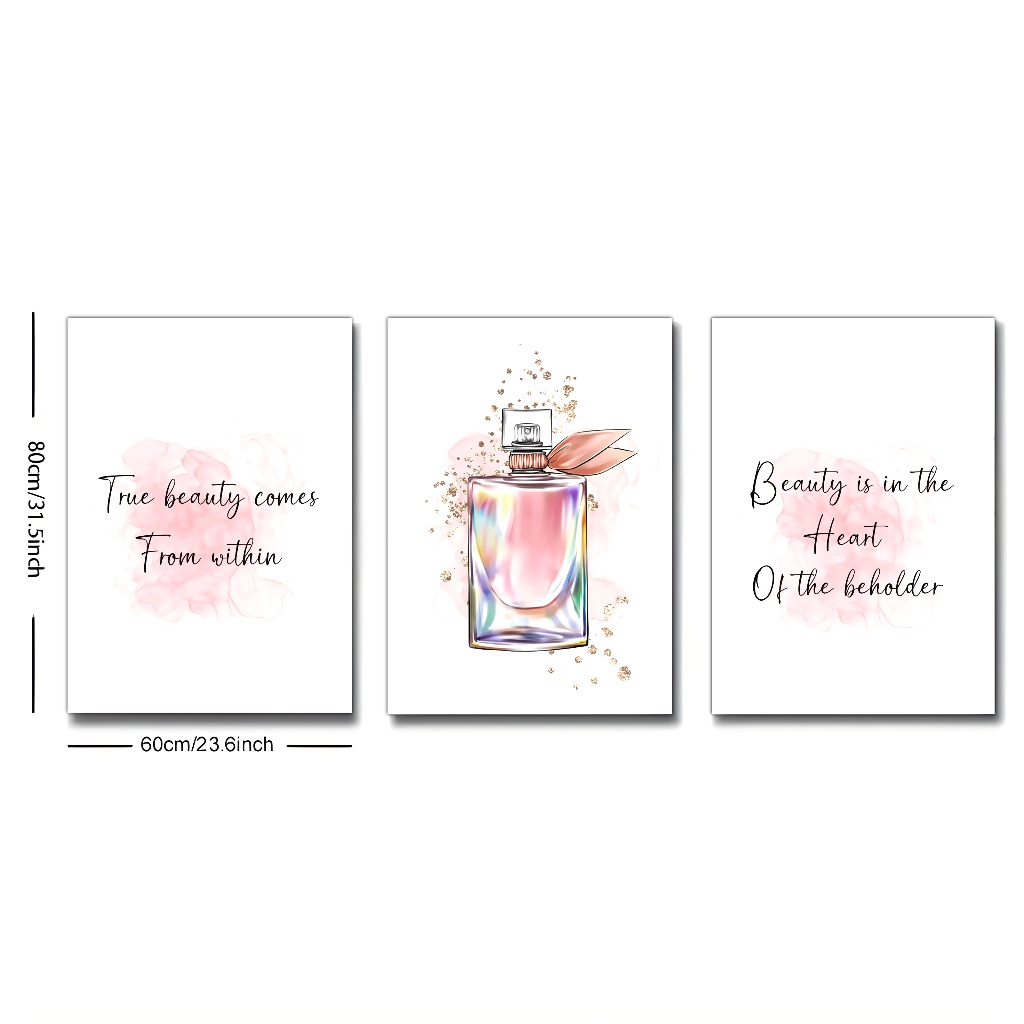 True beauty comes
From within
Beauty is in the
Heart
Of the beholder
80cm/31.5inch
60cm/23.6inch